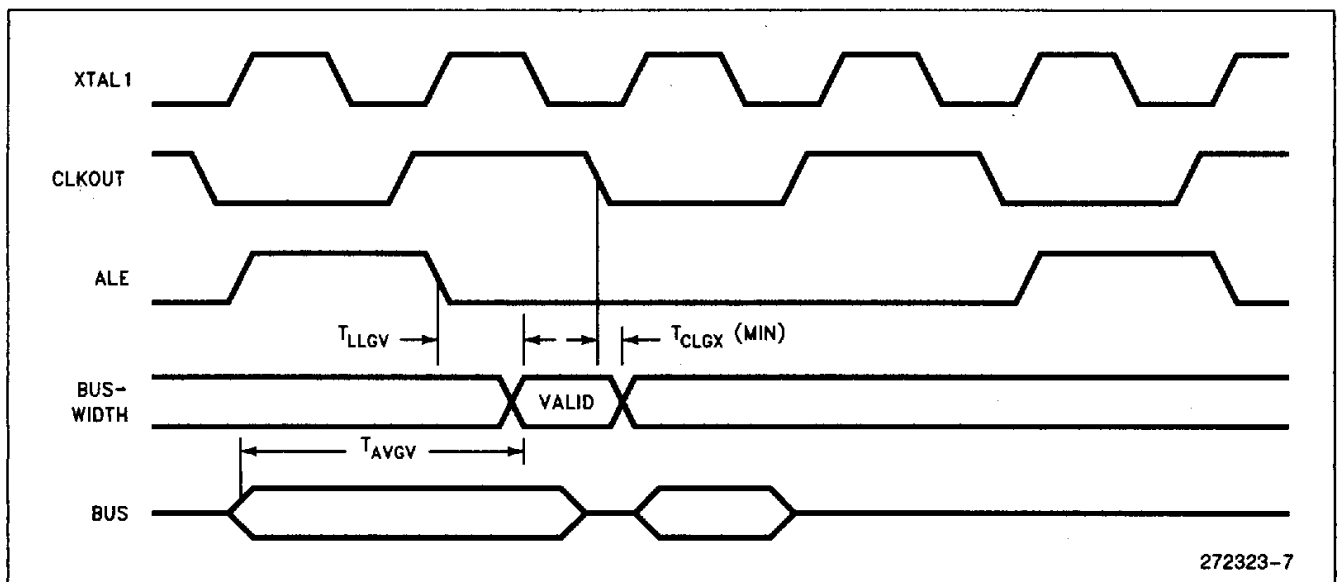 XTAL1
CLKOUT
ALE
TLLGV
TCLGX (MIN)
BUS-
WIDTH
VALID
TAVGV
BUS
272323-7